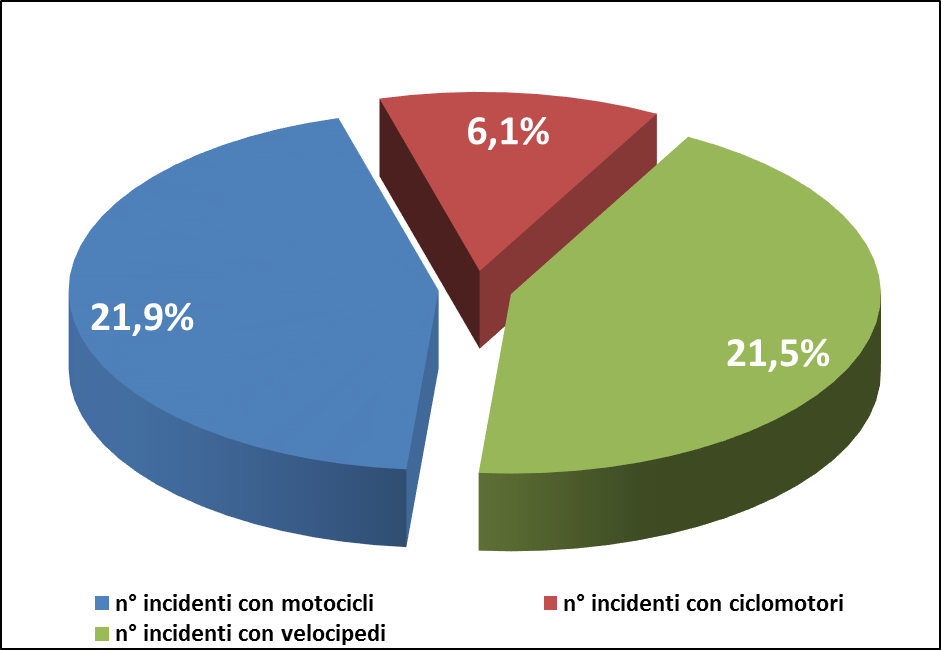 6,1%
21,9%
21,5%
n° incidenti con motocicli
n° incidenti con ciclomotori
n° incidenti con velocipedi